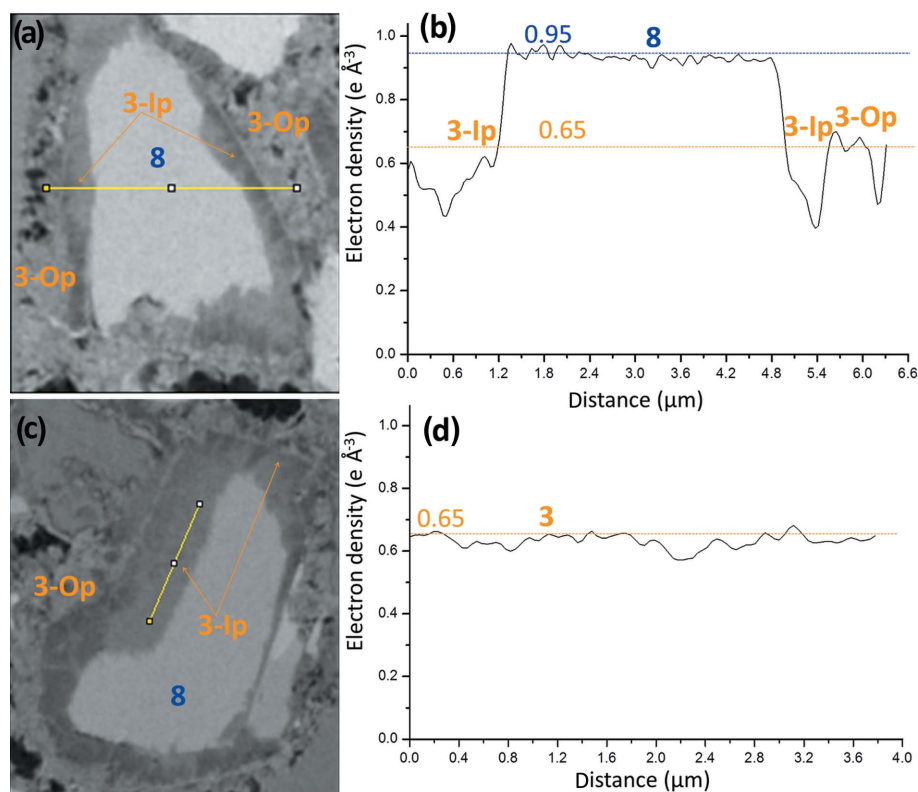 (a)
3-Ip
3-Op
8
3-Op
(b)
Electron density (e Å-3)
1.0
0.8
0.6
0.4
0.2
0.0
0.95
8
3-Ip
0.65
3-Ip 3-Op
0.0 0.6 1.2 1.8 2.4 3.0 3.6 4.2 4.8 5.4 6.0 6.6
Distance (µm)
(c)
3-Op
3-Ip
8
(d)
Electron density (e Å-3)
1.0
0.8
0.6
0.4
0.2
0.0
0.65
3
0.0 0.4 0.8 1.2 1.6 2.0 2.4 2.8 3.2 3.6 4.0
Distance (µm)